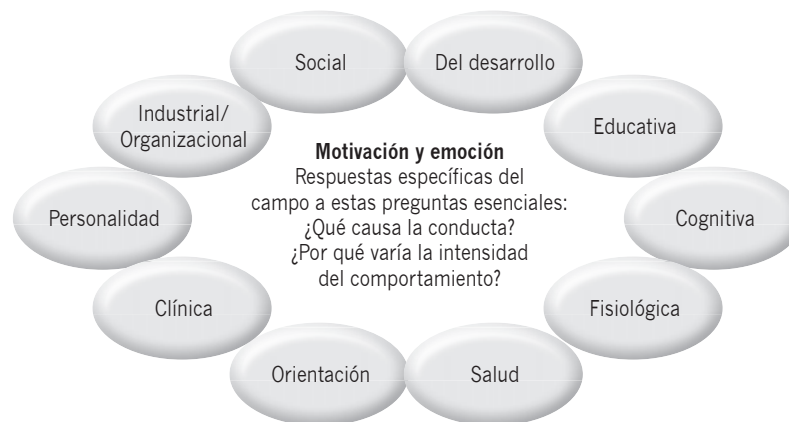 Social
Del desarrollo
Industrial/
Organizacional
Educativa
Motivación y emoción
Respuestas específicas del
campo a estas preguntas esenciales:
¿Qué causa la conducta?
¿Por qué varía la intensidad
del comportamiento?
Personalidad
Cognitiva
Clínica
Fisiológica
Orientación
Salud